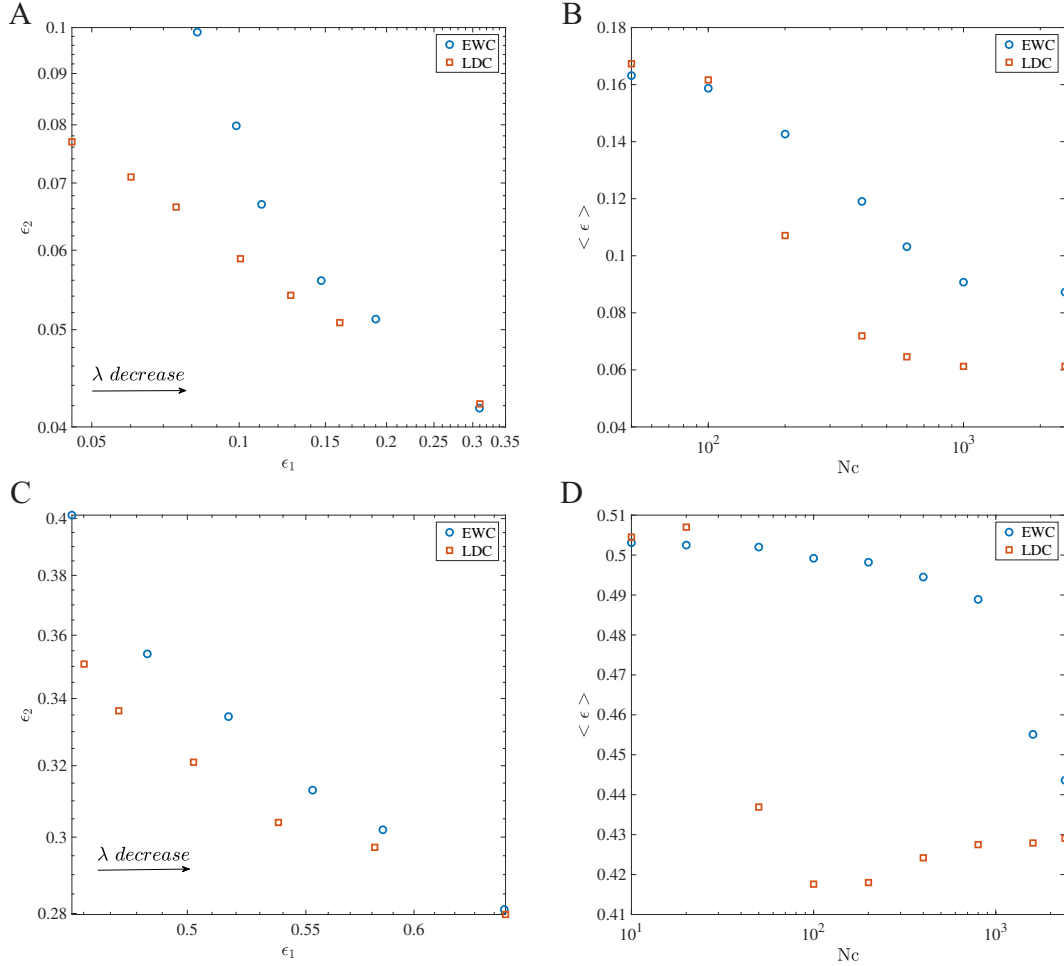 A
B
0.1
0.09
0.08
0.07
0.06
0.05
0.04
ϵ2
EWC
LDC
λ decrease
0.05 0.1 0.15 0.2 0.25 0.3 0.35
ϵ1
0.18
0.16
0.14
0.12
0.1
0.08
0.06
0.04
< ϵ >
EWC
LDC
10^2 10^3
Nc
C
D
0.4
0.38
0.36
0.34
0.32
0.3
0.28
ϵ2
EWC
LDC
λ decrease
0.5 0.55 0.6
ϵ1
0.51
0.5
0.49
0.48
0.47
0.46
0.45
0.44
0.43
0.42
0.41
< ϵ >
EWC
LDC
10^1 10^2 10^3
Nc